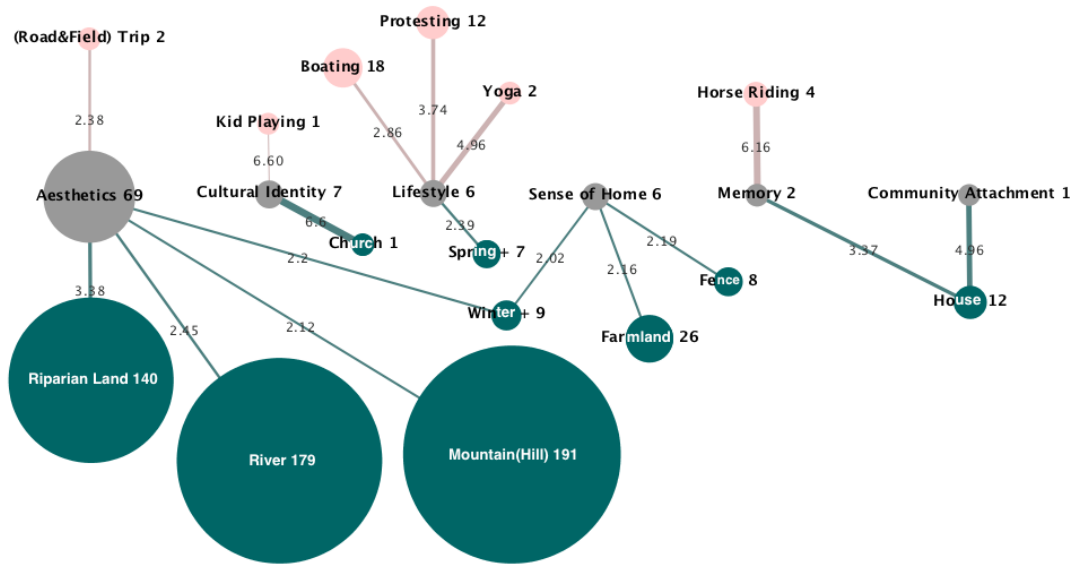 Protesting 12
(Road&Field) Trip 2
Boating 18
Yoga 2
Horse Riding 4
3.74
2.38
Kid Playing 1
2.86
4.96
6.60
6.16
Aesthetics 69
Cultural Identity 7
Lifestyle 6
Sense of Home 6
Memory 2
Community Attachment 1
6.6
Church 1
2.39
Spring + 7
2.2
2.02
2.19
3.37
4.96
2.16
Fence 8
3.38
House 12
Winter + 9
2.45
2.12
Farmland 26
Riparian Land 140
River 179
Mountain(Hill) 191